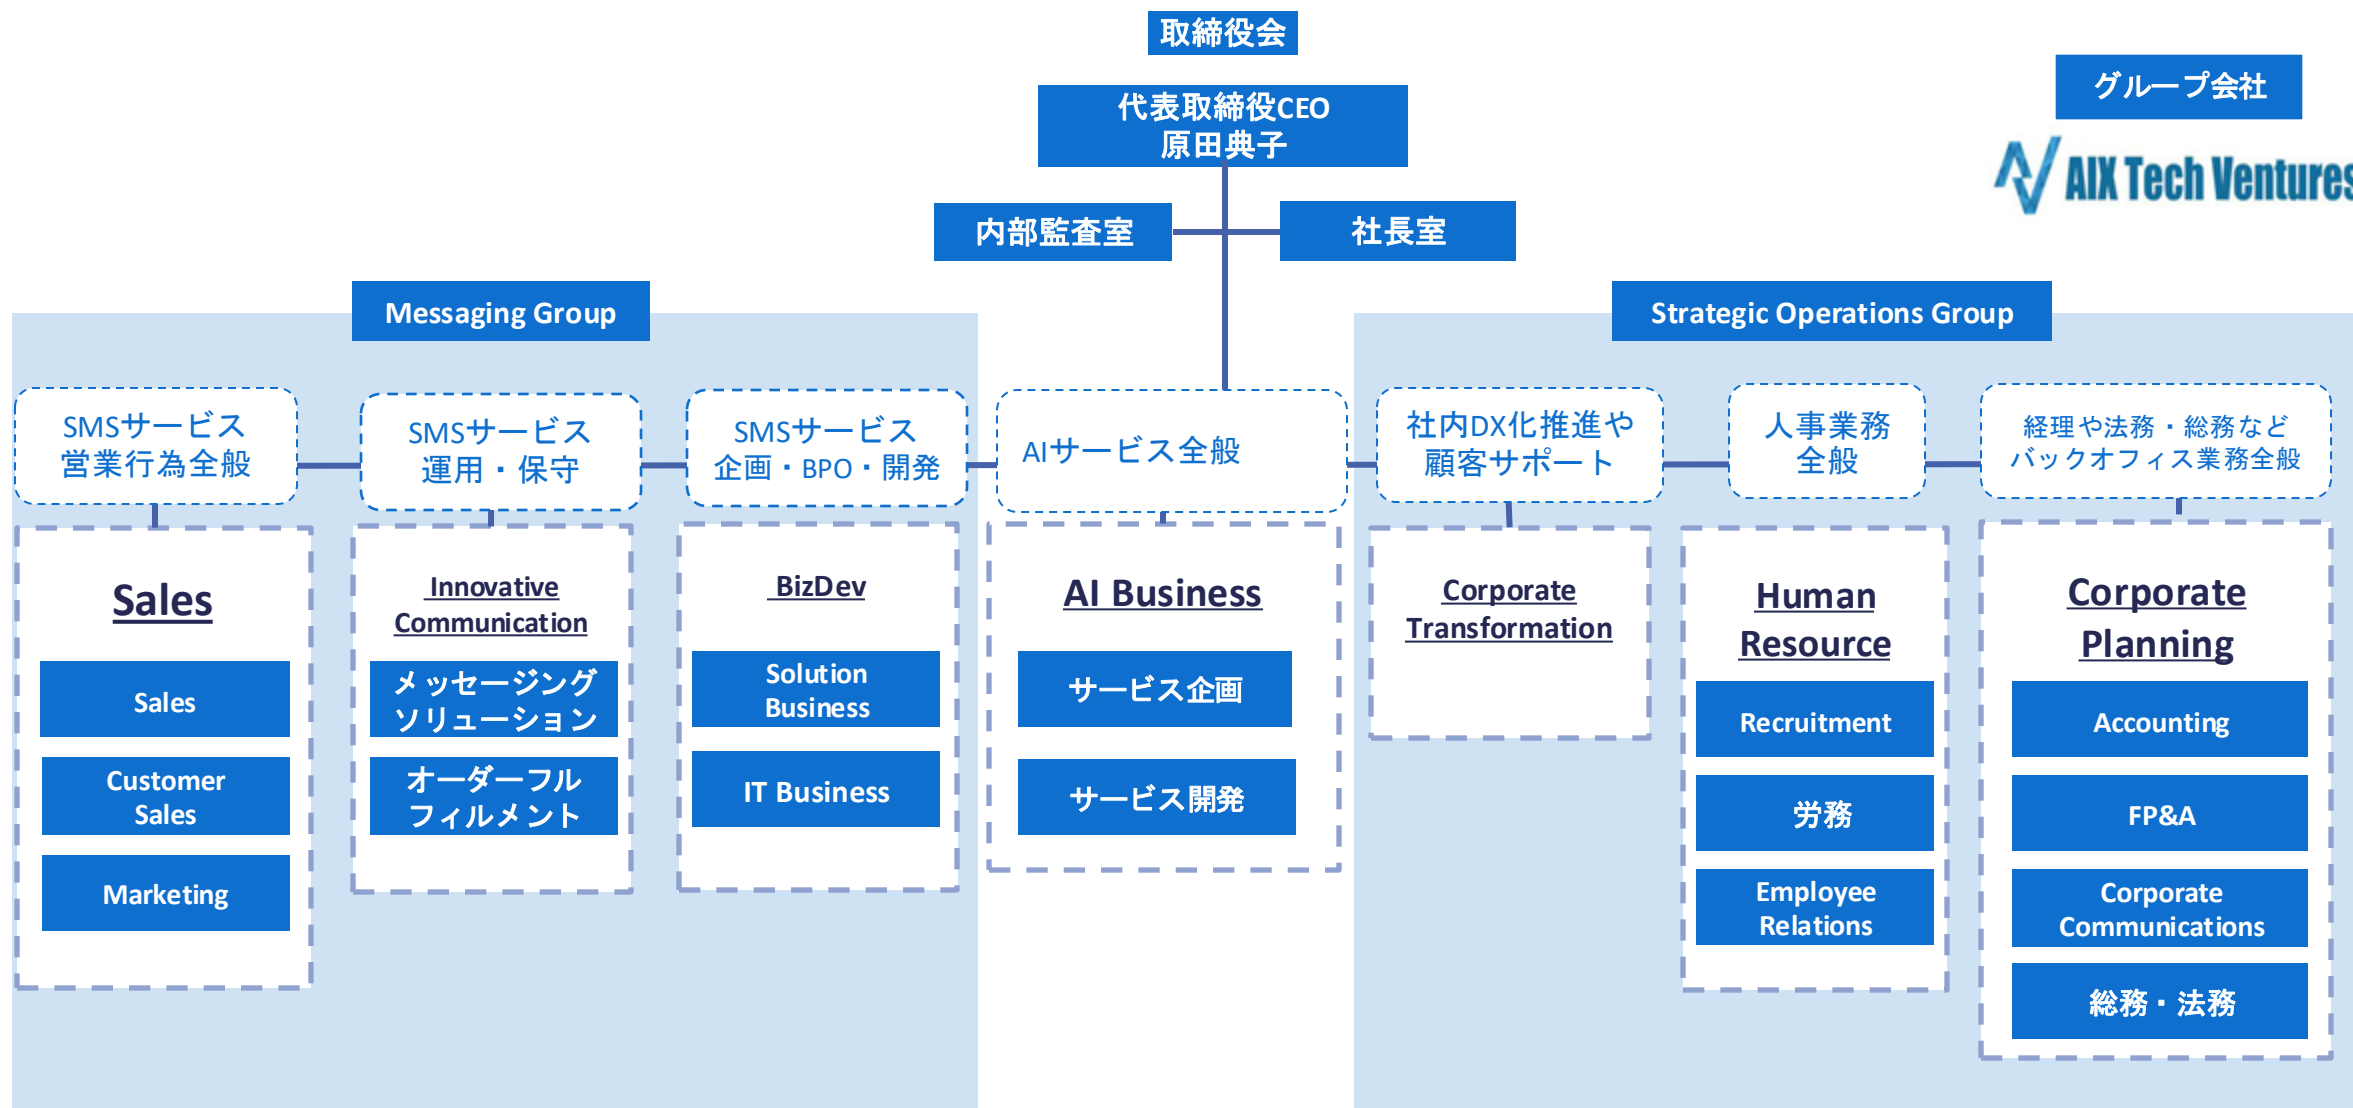 取締役会
代表取締役CEO
原田典子
グループ会社
AIX Tech Ventures
内部監査室
社長室
Messaging Group
Strategic Operations Group
SMSサービス
営業行為全般
SMSサービス
運用・保守
SMSサービス
企画・BPO・開発
AIサービス全般
社内DX化推進や
顧客サポート
人事業務
全般
経理や法務・総務など
バックオフィス業務全般
Sales
Sales
Customer
Sales
Marketing
Innovative
Communication
メッセージング
ソリューション
オーダーフル
フィルメント
BizDev
Solution
Business
IT Business
AI Business
サービス企画
サービス開発
Corporate
Transformation
Human
Resource
Recruitment
労務
Employee
Relations
Corporate
Planning
Accounting
FP&A
Corporate
Communications
総務・法務